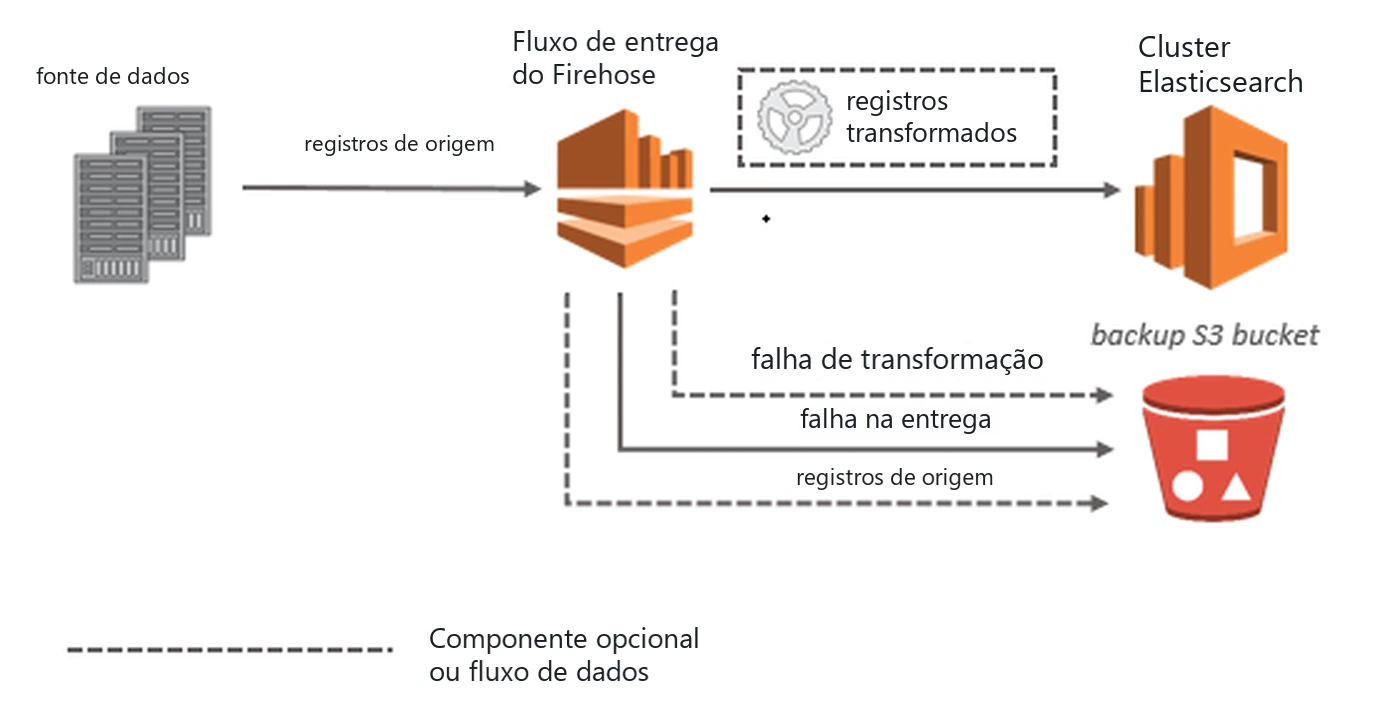 fonte de dados
registros de origem
Fluxo de entrega
do Firehose
registros
transformados
Cluster
Elasticsearch
backup S3 bucket
falha de transformação
falha na entrega
registros de origem
Componente opcional
ou fluxo de dados